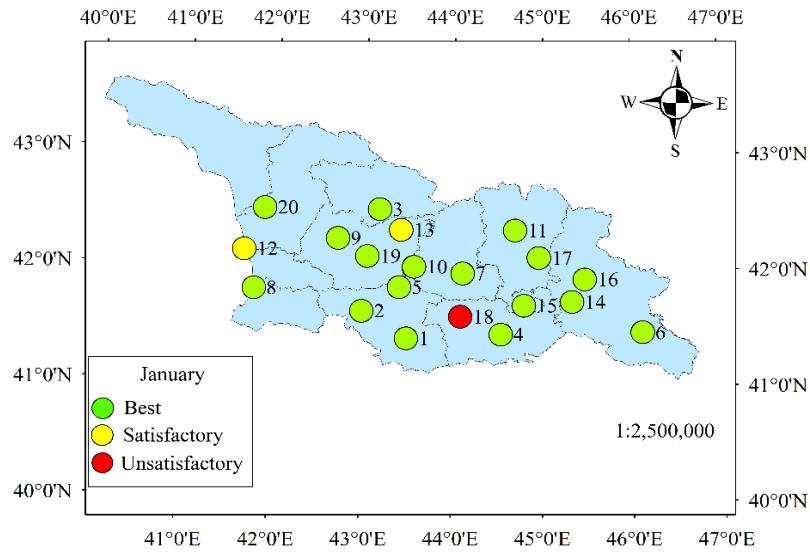 40°0'E 41°0'E 42°0'E 43°0'E 44°0'E 45°0'E 46°0'E 47°0'E
N
W E
S
43°0'N 43°0'N
20 3 11
13
9
12 42°0'N 19 17 42°0'N
10 7 16
8 5
2 18 15 14
1 4 6
41°0'N 41°0'N
January
Best
Satisfactory
Unsatisfactory
1:2,500,000
40°0'N 40°0'N
41°0'E 42°0'E 43°0'E 44°0'E 45°0'E 46°0'E 47°0'E